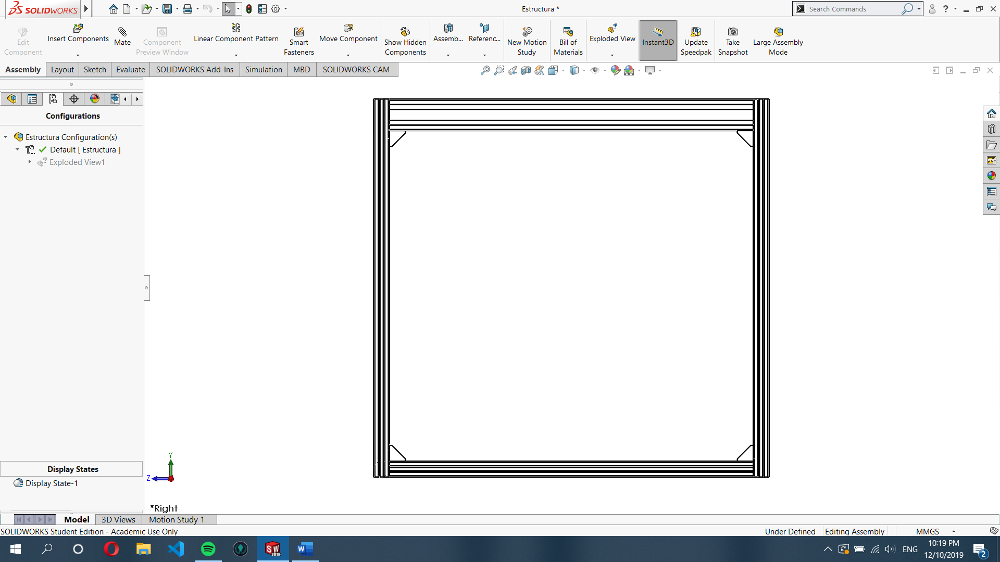 SOLIDWORKS
Estructura *
Search Commands
?
Edit Component
Insert Components
Mate
Component Preview Window
Linear Component Pattern
Smart Fasteners
Move Component
Show Hidden Components
Assemb...
Referenc...
New Motion Study
Bill of Materials
Exploded View
Instant3D
Update Speedpak
Take Snapshot
Large Assembly Mode
Assembly
Layout
Sketch
Evaluate
SOLIDWORKS Add-Ins
Simulation
MBD
SOLIDWORKS CAM
Configurations
Estructura Configuration(s)
Default [ Estructura ]
Exploded View1
Display States
Display State-1
Y
Z
*Right
Model
3D Views
Motion Study 1
SOLIDWORKS Student Edition - Academic Use Only
Under Defined
Editing Assembly
MMGS
SW
2019
W
ENG
10:19 PM
12/10/2019
2